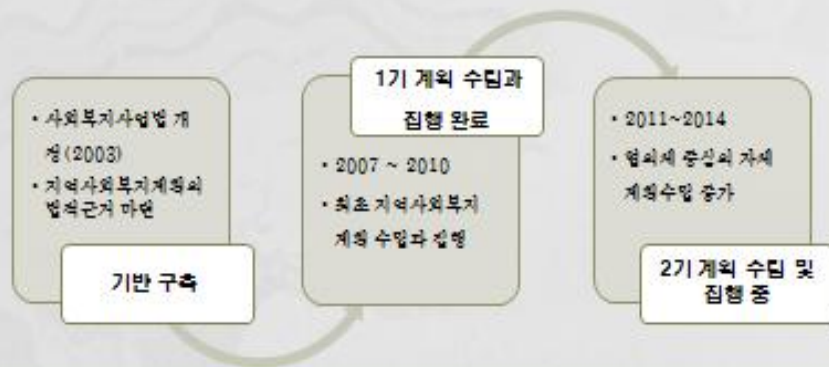 • 사회복지사업법 개
정(2003)
• 지역사회복지계획의
법적근거 마련
기반 구축
1기 계획 수립과
집행 완료
• 2007 ~ 2010
• 최초 지역사회복지
계획 수립과 집행
• 2011~2014
• 협의체 중심의 자체
계획수립 증가
2기 계획 수립 및
집행 중